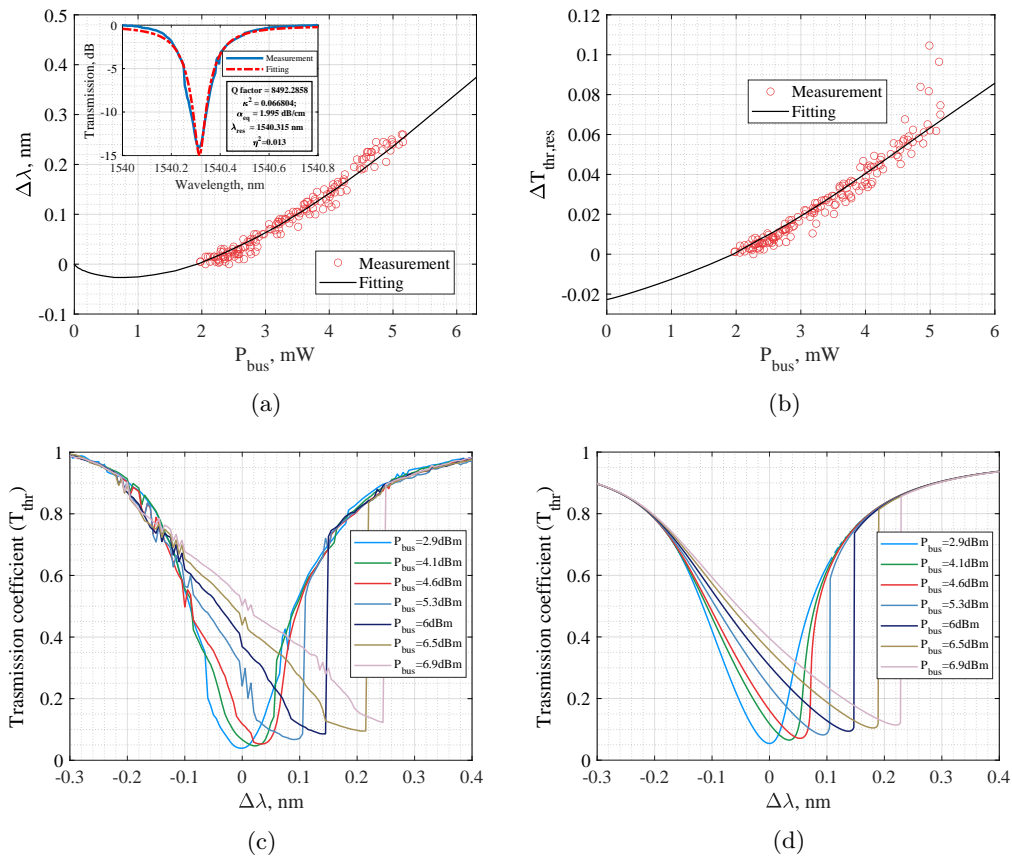 0.5
0.4
0.3
0.2
0.1
0
-0.1
Δλ, nm
0 1 2 3 4 5 6
P_bus, mW
0
-5
-10
-15
Transmission, dB
1540 1540.2 1540.4 1540.6 1540.8
Wavelength, nm
Measurement
Fitting
Q factor = 8492.2858
κ² = 0.066804;
α_eq = 1.995 dB/cm
λ_res = 1540.315 nm
η²=0.013
Measurement
Fitting
(a)
0.12
0.1
0.08
0.06
0.04
0.02
0
-0.02
ΔT_thr,res
0 1 2 3 4 5 6
P_bus, mW
Measurement
Fitting
(b)
1
0.8
0.6
0.4
0.2
0
Trasmission coefficient (T_thr)
-0.3 -0.2 -0.1 0 0.1 0.2 0.3 0.4
Δλ, nm
P_bus=2.9dBm
P_bus=4.1dBm
P_bus=4.6dBm
P_bus=5.3dBm
P_bus=6dBm
P_bus=6.5dBm
P_bus=6.9dBm
(c)
1
0.8
0.6
0.4
0.2
0
Trasmission coefficient (T_thr)
-0.3 -0.2 -0.1 0 0.1 0.2 0.3 0.4
Δλ, nm
P_bus=2.9dBm
P_bus=4.1dBm
P_bus=4.6dBm
P_bus=5.3dBm
P_bus=6dBm
P_bus=6.5dBm
P_bus=6.9dBm
(d)